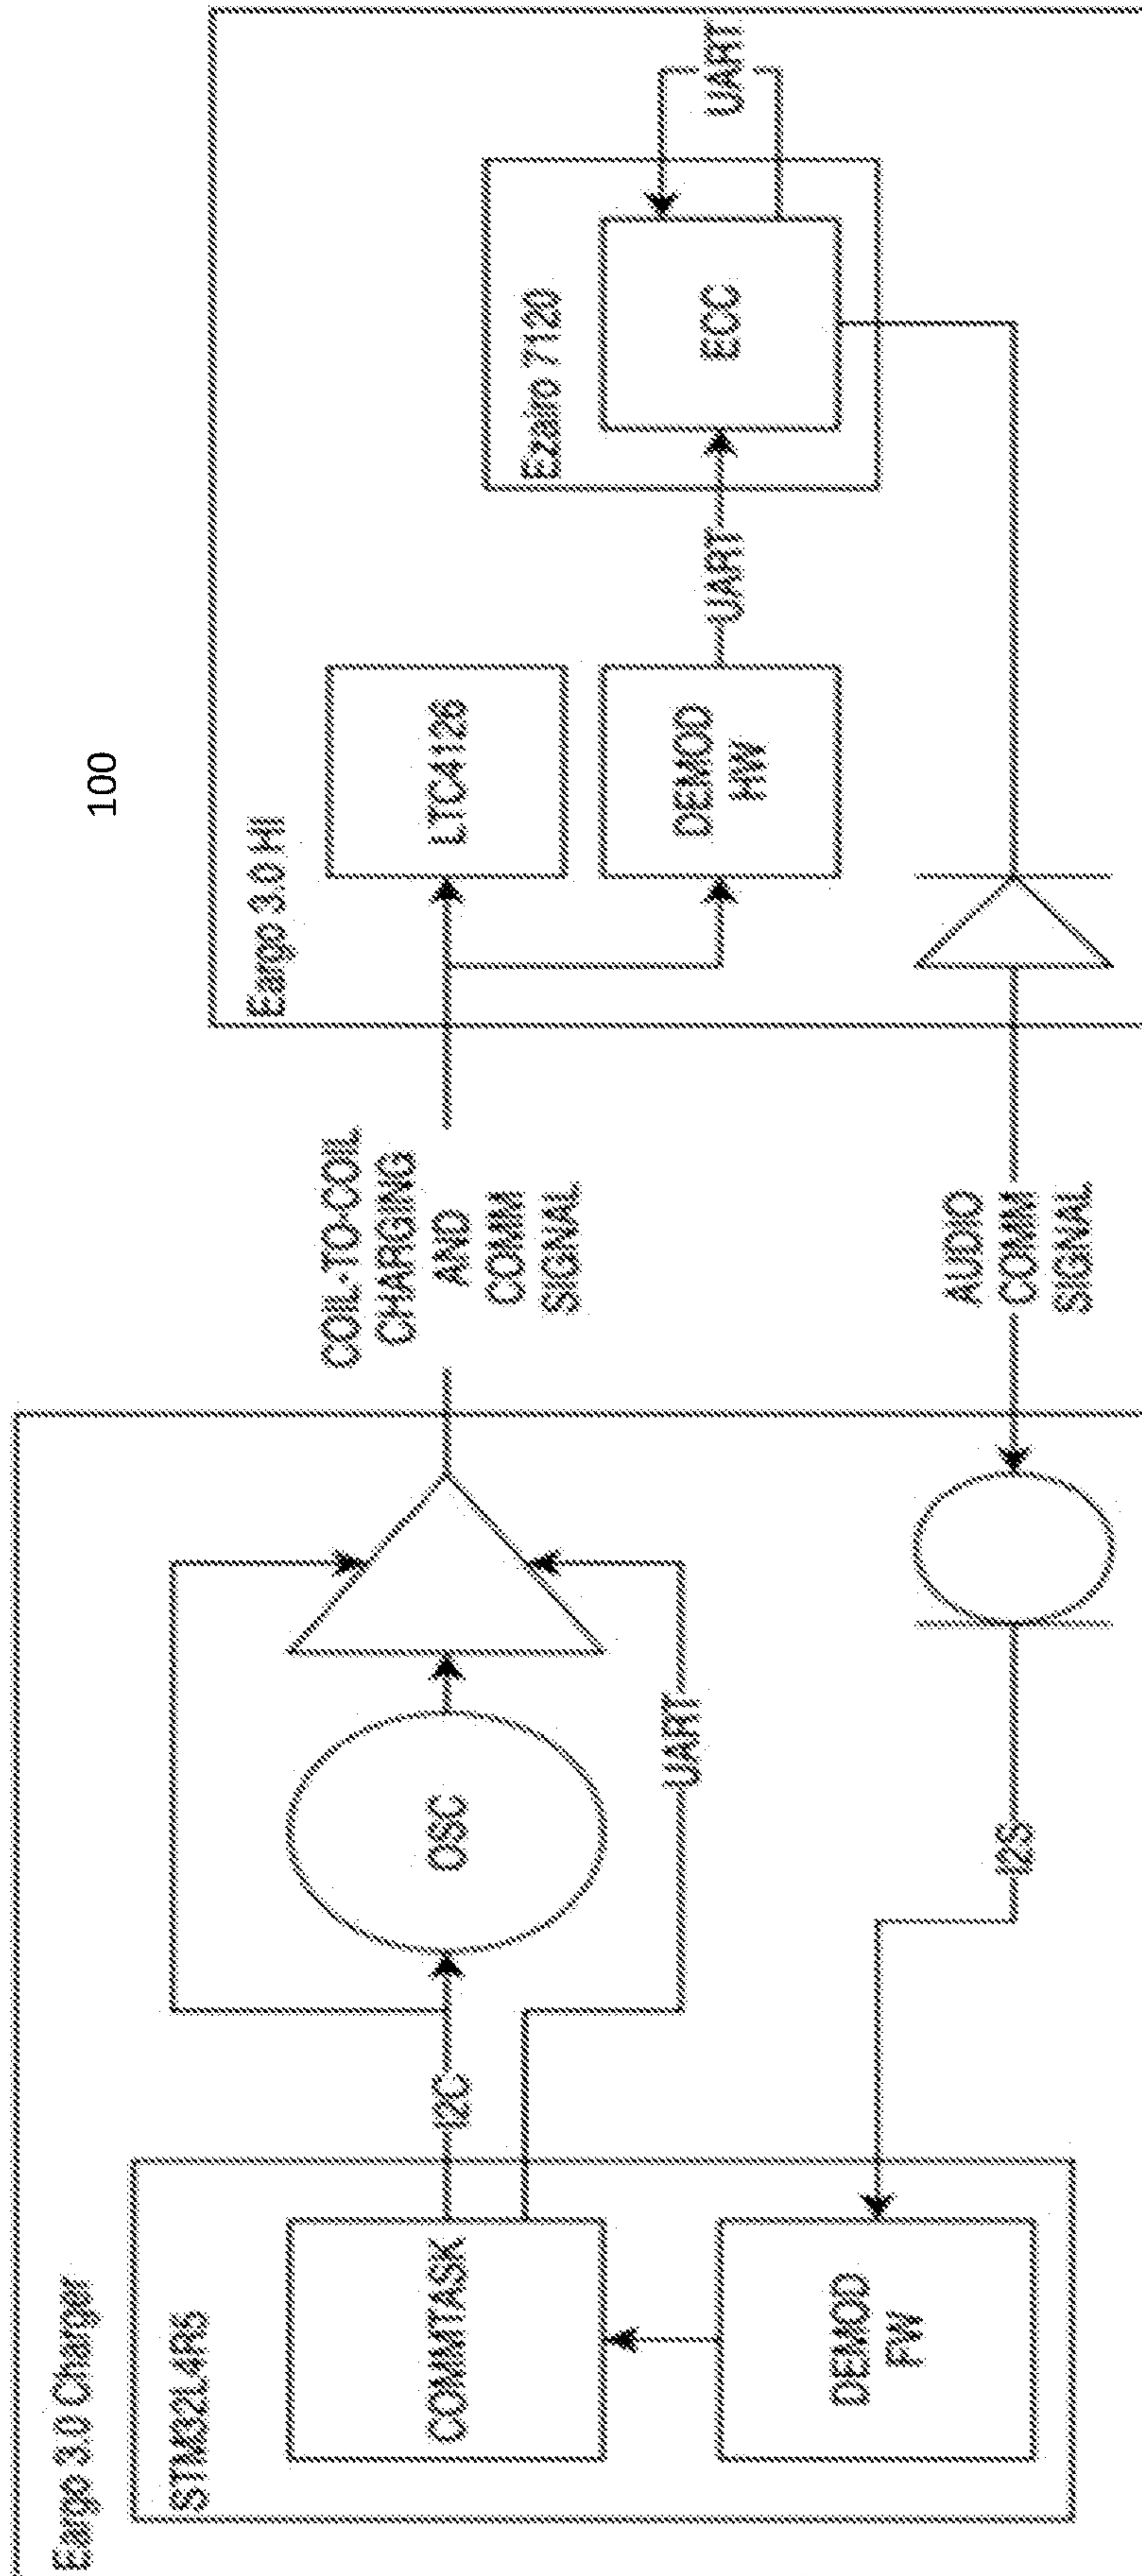 100
Eargo 3.0 Charger
STM32L4R5
COMMTASK
DEMOD
FW
I2C
OSC
UART
I2S
COIL-TO-COIL
CHARGING
AND
COMM
SIGNAL
AUDIO
COMM
SIGNAL
Eargo 3.0 HI
LTC4126
DEMOD
HW
UART
Ezairo 7120
ECC
UART